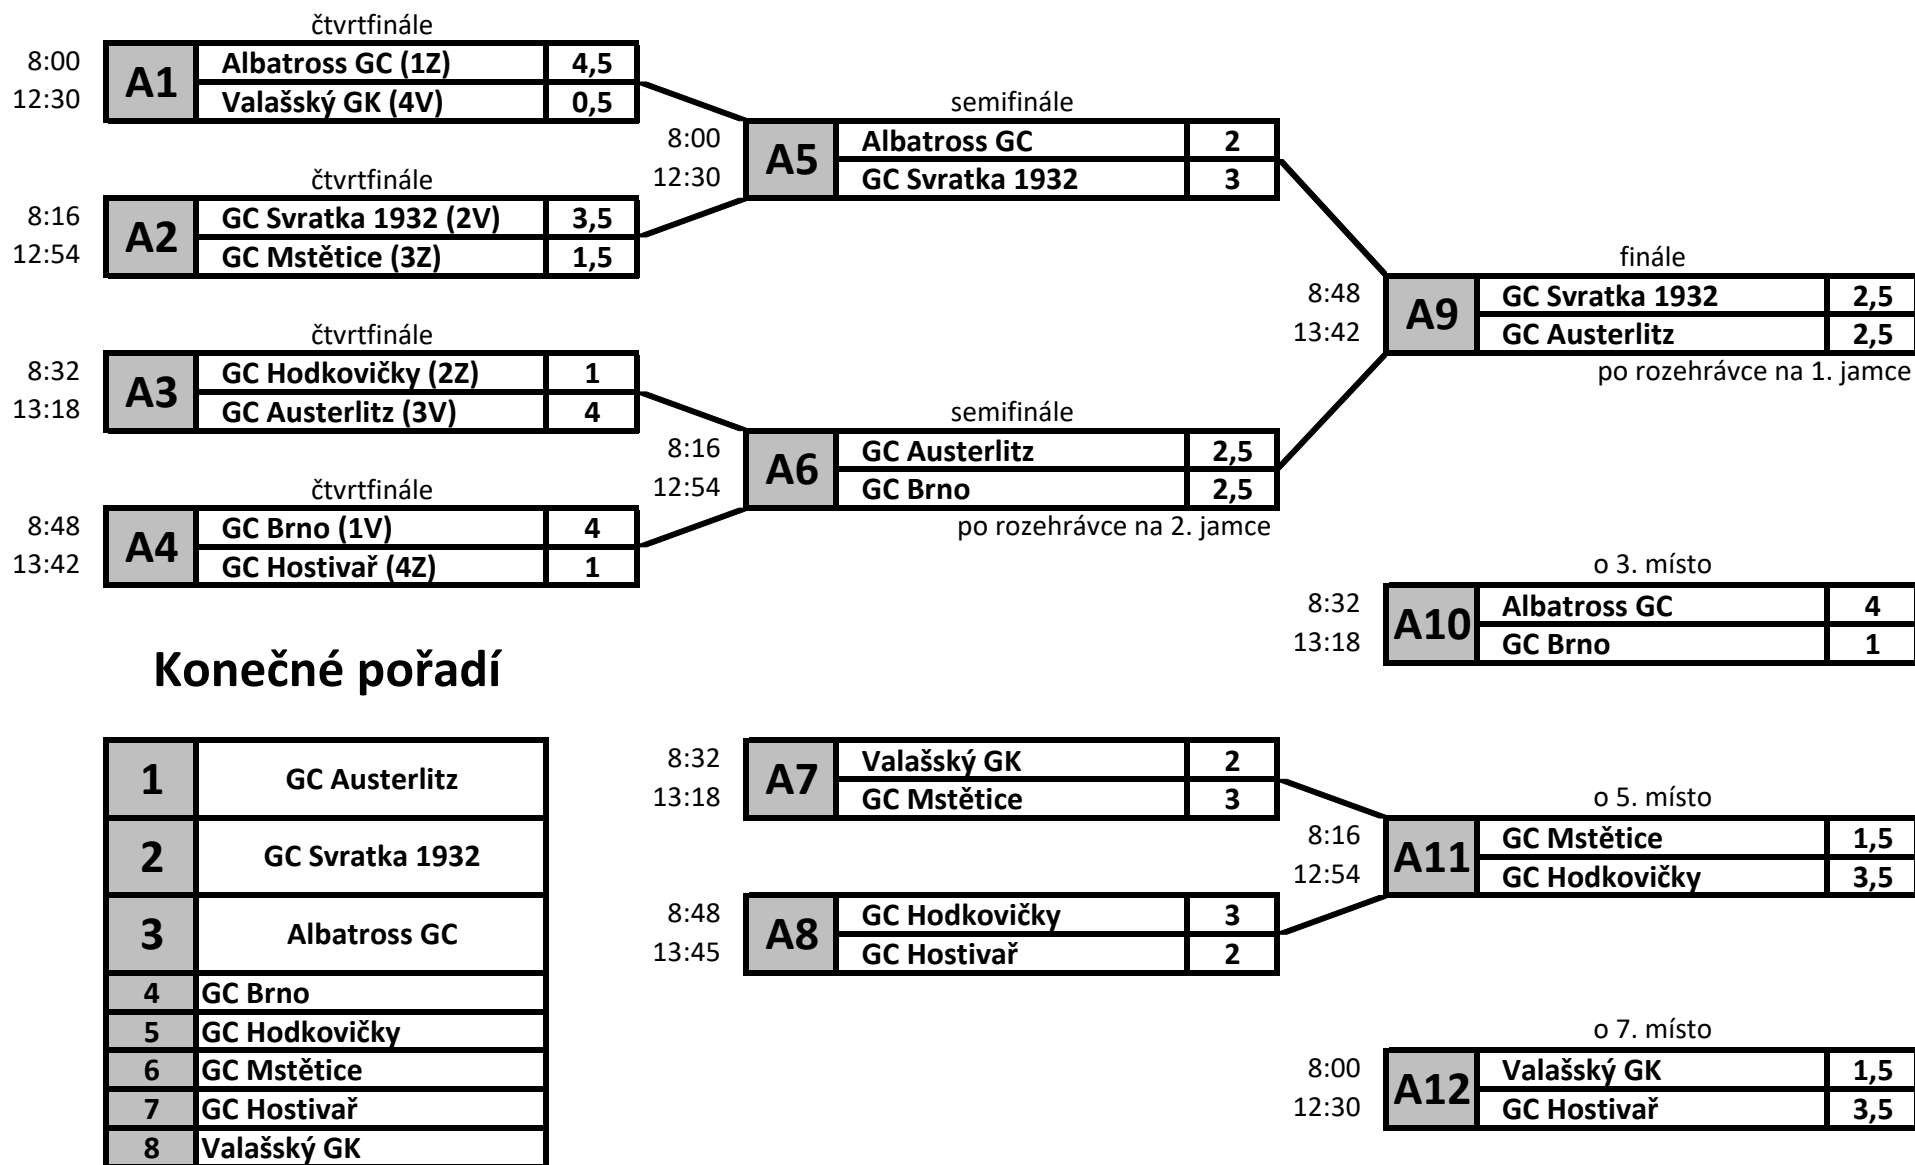 čtvrtfinále
8:00 A1 Albatross GC (1Z) 4,5
12:30 Valašský GK (4V) 0,5
čtvrtfinále
8:16 A2 GC Svratka 1932 (2V) 3,5
12:54 GC Mstětice (3Z) 1,5
čtvrtfinále
8:32 A3 GC Hodkovičky (2Z) 1
13:18 GC Austerlitz (3V) 4
čtvrtfinále
8:48 A4 GC Brno (1V) 4
13:42 GC Hostivař (4Z) 1
semifinále
8:00 A5 Albatross GC 2
12:30 GC Svratka 1932 3
semifinále
8:16 A6 GC Austerlitz 2,5
12:54 GC Brno 2,5
po rozehrávce na 2. jamce
finále
8:48 A9 GC Svratka 1932 2,5
13:42 GC Austerlitz 2,5
po rozehrávce na 1. jamce
o 3. místo
8:32 A10 Albatross GC 4
13:18 GC Brno 1
Konečné pořadí
1 GC Austerlitz
2 GC Svratka 1932
3 Albatross GC
4 GC Brno
5 GC Hodkovičky
6 GC Mstětice
7 GC Hostivař
8 Valašský GK
8:32 A7 Valašský GK 2
13:18 GC Mstětice 3
8:48 A8 GC Hodkovičky 3
13:45 GC Hostivař 2
o 5. místo
8:16 A11 GC Mstětice 1,5
12:54 GC Hodkovičky 3,5
o 7. místo
8:00 A12 Valašský GK 1,5
12:30 GC Hostivař 3,5